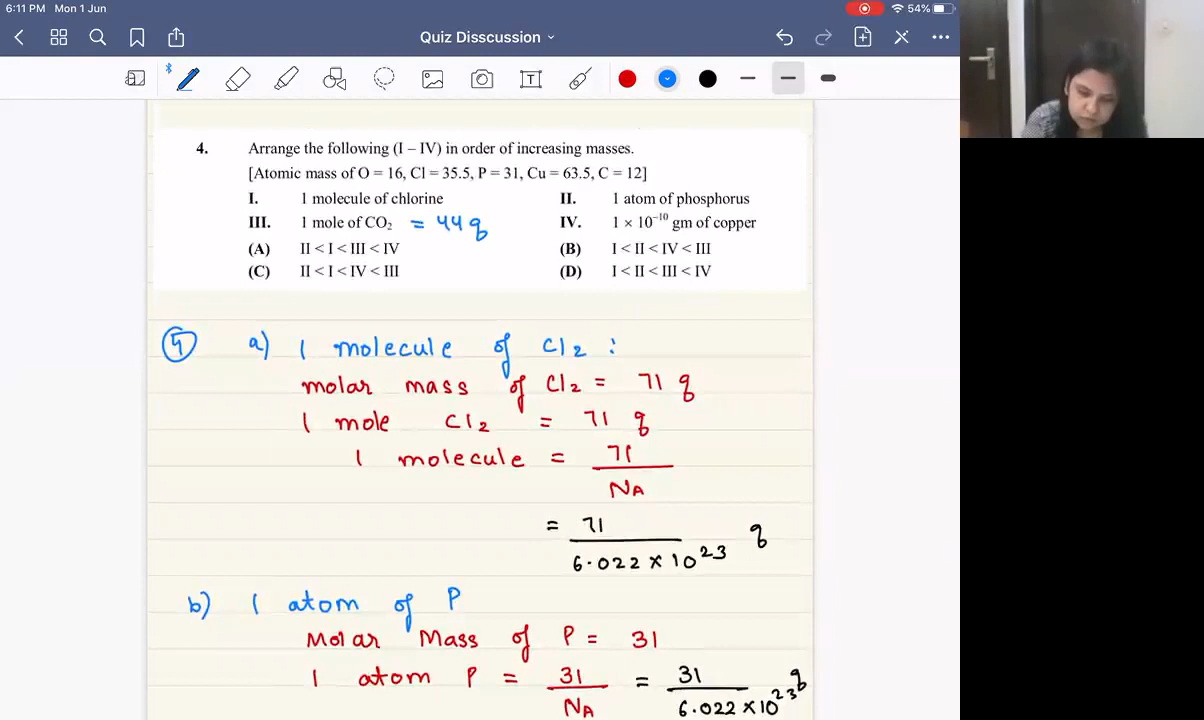 6:11 PM Mon 1 Jun
54%
Quiz Disscussion
4. Arrange the following (I – IV) in order of increasing masses.
[Atomic mass of O = 16, Cl = 35.5, P = 31, Cu = 63.5, C = 12]
I. 1 molecule of chlorine II. 1 atom of phosphorus
III. 1 mole of CO₂ = 44 g IV. 1 × 10⁻¹⁰ gm of copper
(A) II < I < III < IV (B) I < II < IV < III
(C) II < I < IV < III (D) I < II < III < IV
4 a) 1 molecule of Cl₂ :
molar mass of Cl₂ = 71 g
1 mole Cl₂ = 71 g
1 molecule = 71 / NA
= 71 / 6.022 × 10²³ g
b) 1 atom of P
Molar Mass of P = 31
1 atom P = 31 / NA = 31 / 6.022 × 10²³ g